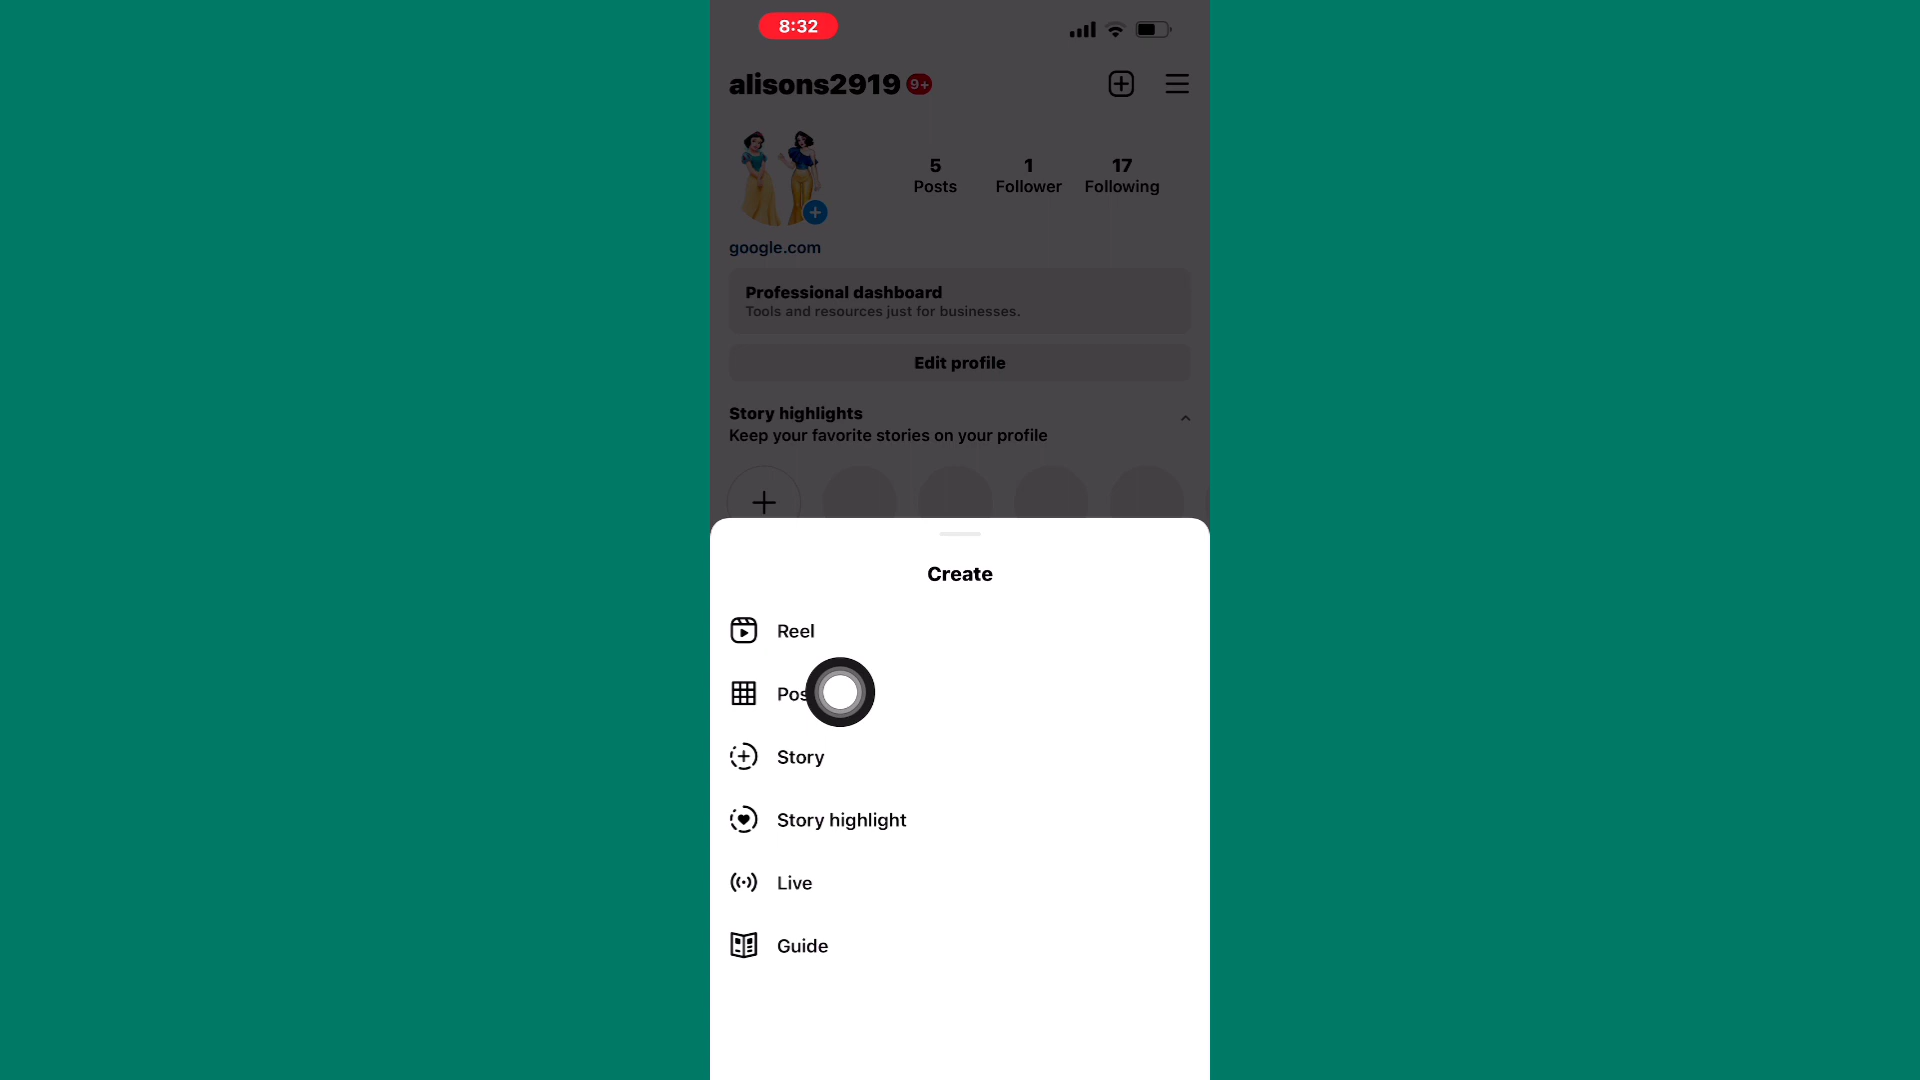 8:32
alisons2919 9+
5 1 17
Posts Follower Following
google.com
Professional dashboard
Tools and resources just for businesses.
Edit profile
Story highlights
Keep your favorite stories on your profile
Create
Reel
Story
Story highlight
Live
Guide